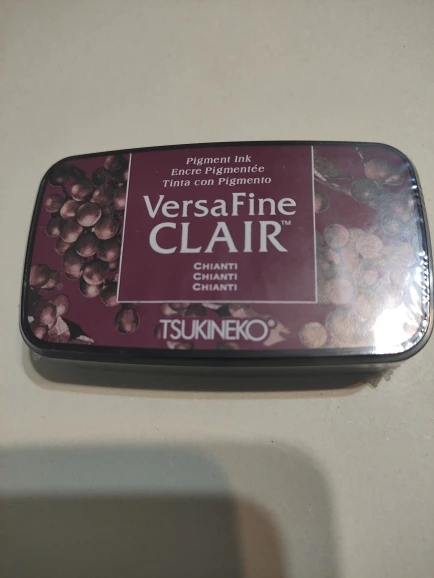 Pigment Ink
Encre Pigmentée
Tinta con Pigmento
VersaFine
CLAIR™
CHIANTI
CHIANTI
CHIANTI
TSUKINEKO®